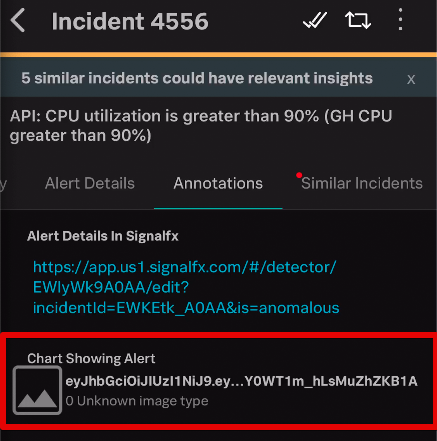 Incident 4556
5 similar incidents could have relevant insights x
API: CPU utilization is greater than 90% (GH CPU
greater than 90%)
y Alert Details Annotations Similar Incidents
Alert Details In Signalfx
https://app.us1.signalfx.com/#/detector/
EWIyWk9A0AA/edit?
incidentId=EWKEtk_A0AA&is=anomalous
Chart Showing Alert
eyJhbGciOiJIUzI1NiJ9.ey...Y0WT1m_hLsMuZhZKB1A
0 Unknown image type